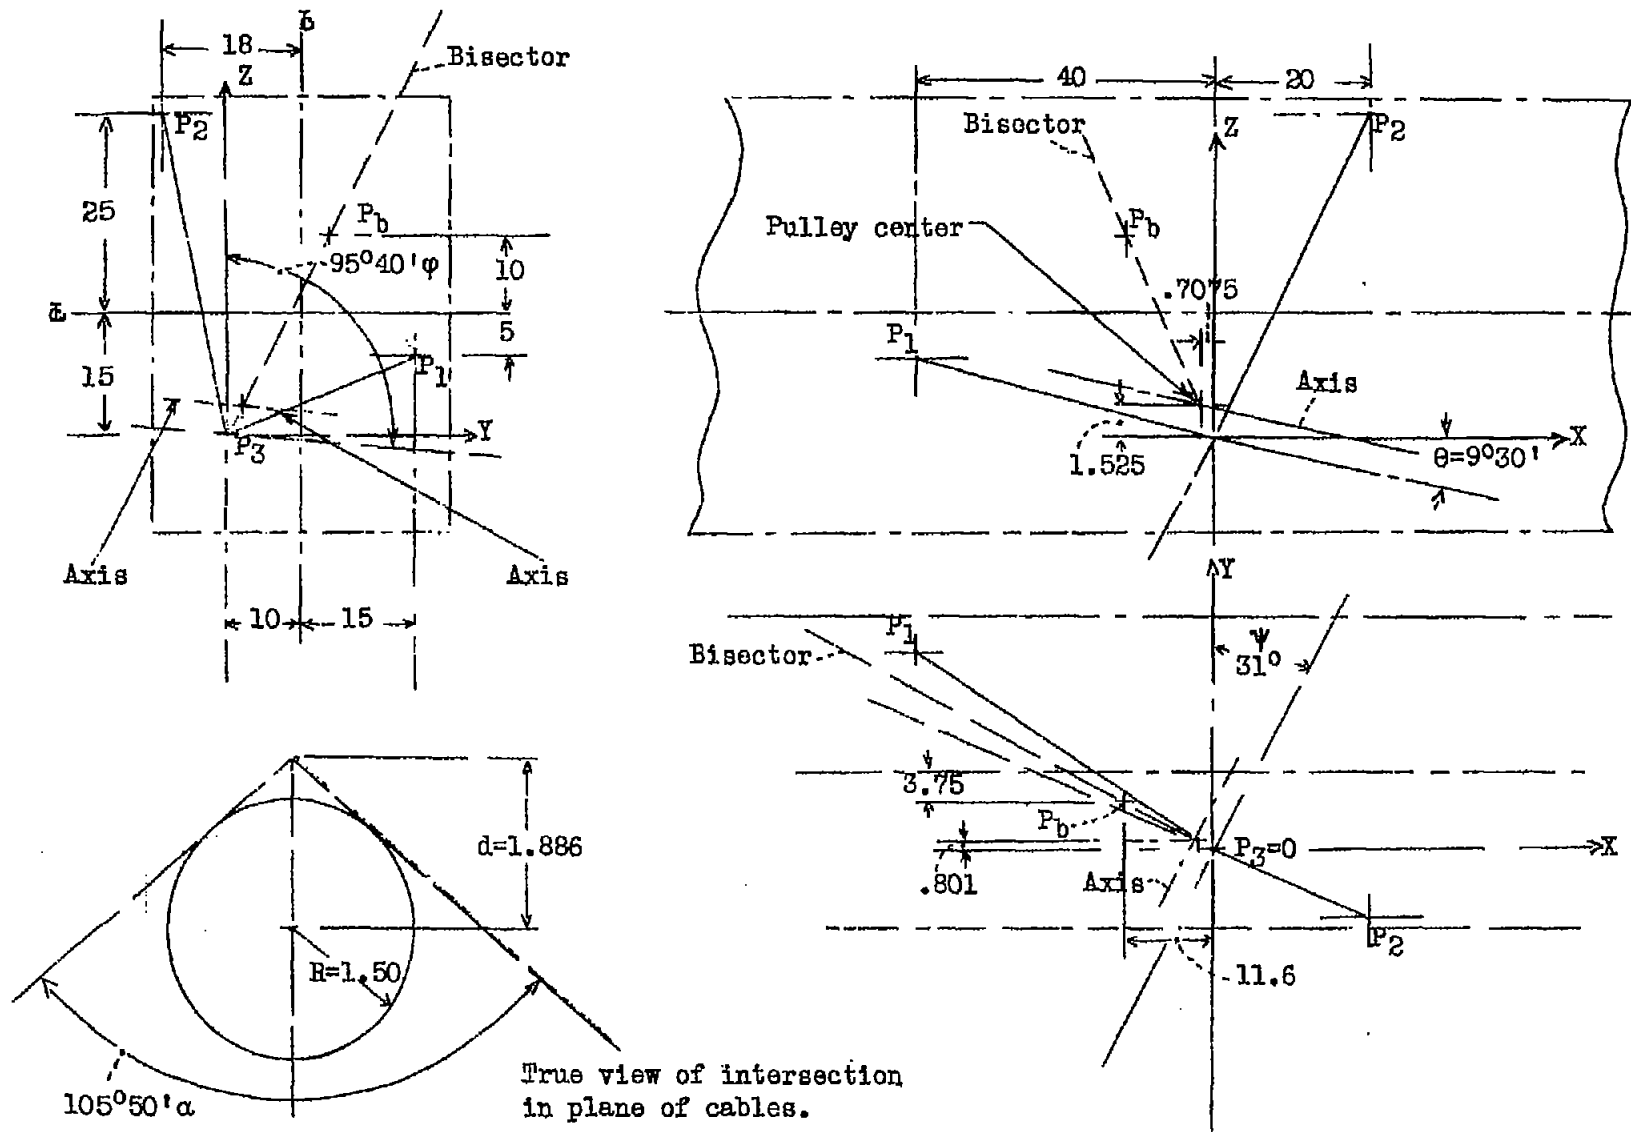 18
Z
Bisector
P2
25
Pb
95°40'φ
10
5
15
P1
Y
P3
Axis
Axis
10
15
40
20
Bisector
Z
P2
Pulley center
Pb
.7075
P1
Axis
X
1.525
θ=9°30'
Y
P1
Bisector
ψ
31°
3.75
Pb
P3=0
X
.801
Axis
P2
11.6
d=1.886
R=1.50
105°50'α
True view of intersection
in plane of cables.